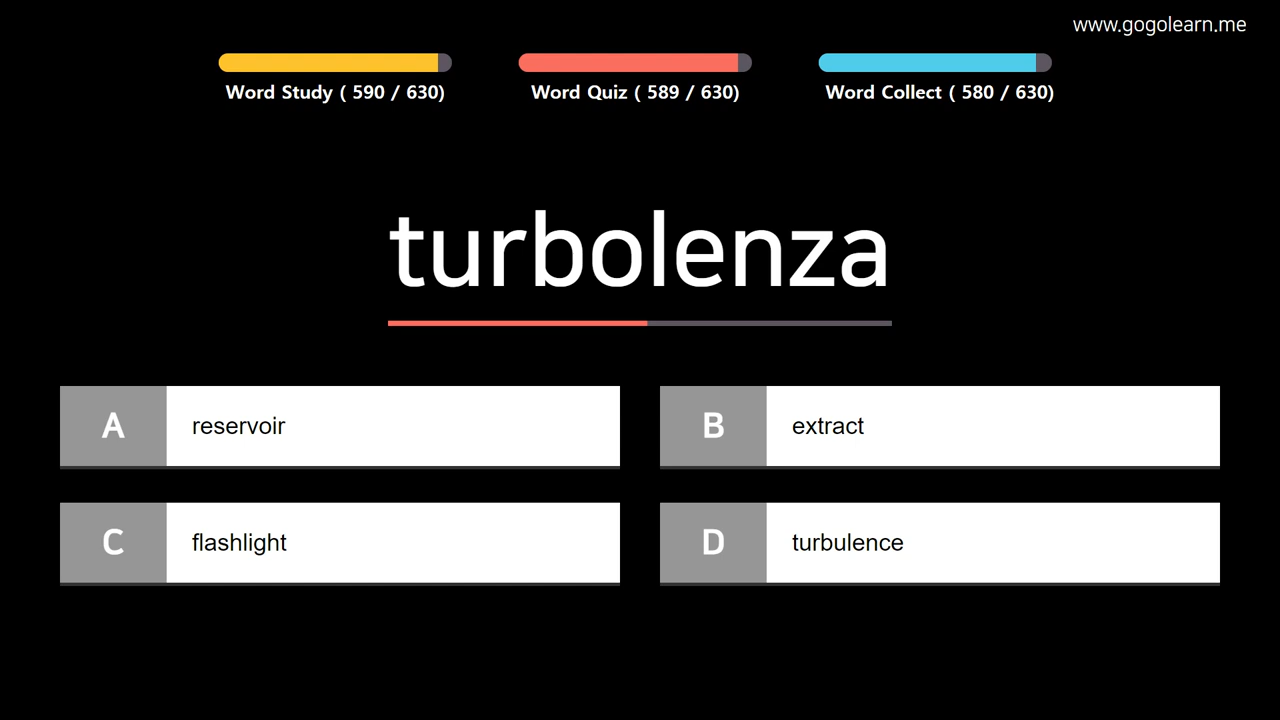 www.gogolearn.me
Word Study ( 590 / 630)
Word Quiz ( 589 / 630)
Word Collect ( 580 / 630)
turbolenza
A reservoir
B extract
C flashlight
D turbulence